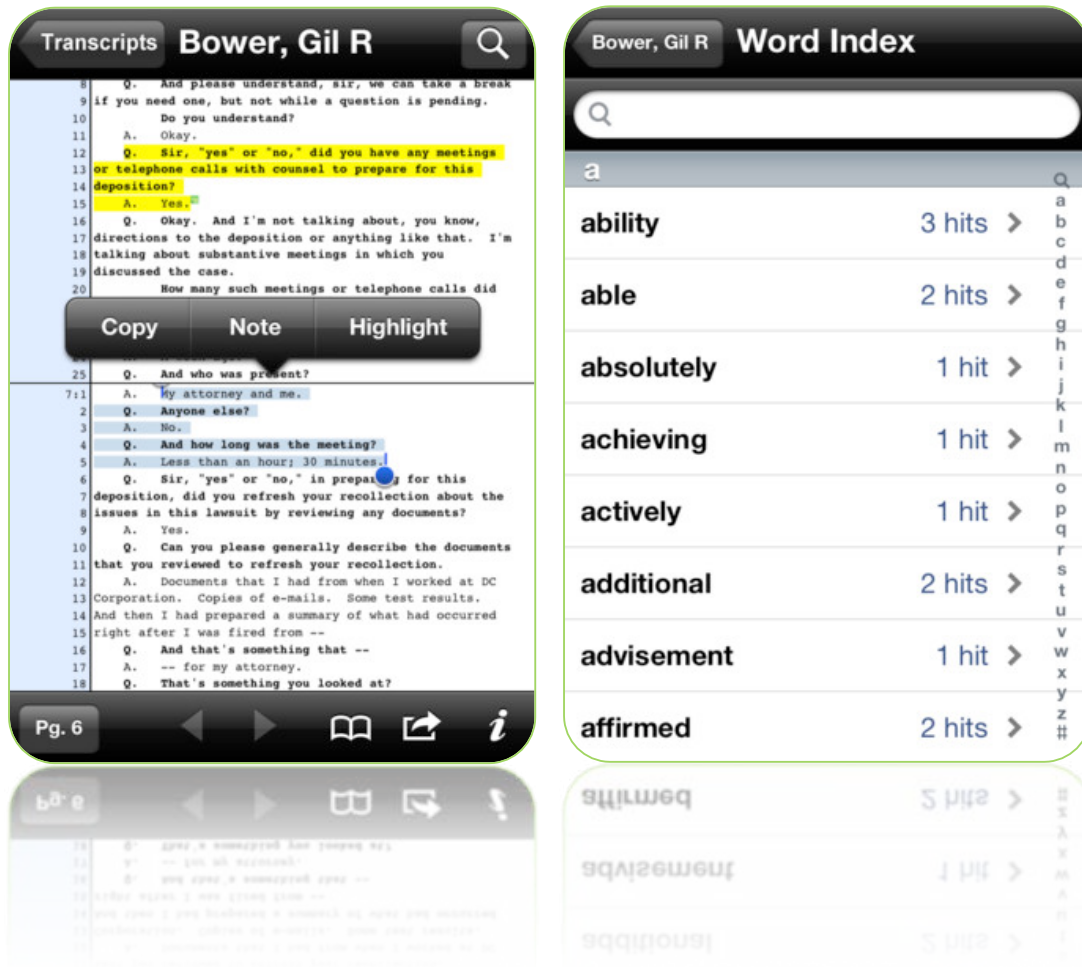 Transcripts
Bower, Gil R
8 Q. And please understand, sir, we can take a break
9 if you need one, but not while a question is pending.
10 Do you understand?
11 A. Okay.
12 Q. Sir, "yes" or "no," did you have any meetings
13 or telephone calls with counsel to prepare for this
14 deposition?
15 A. Yes.
16 Q. Okay. And I'm not talking about, you know,
17 directions to the deposition or anything like that. I'm
18 talking about substantive meetings in which you
19 discussed the case.
20 How many such meetings or telephone calls did
Copy Note Highlight
25 Q. And who was present?
7:1 A. My attorney and me.
2 Q. Anyone else?
3 A. No.
4 Q. And how long was the meeting?
5 A. Less than an hour; 30 minutes.
6 Q. Sir, "yes" or "no," in preparing for this
7 deposition, did you refresh your recollection about the
8 issues in this lawsuit by reviewing any documents?
9 A. Yes.
10 Q. Can you please generally describe the documents
11 that you reviewed to refresh your recollection.
12 A. Documents that I had from when I worked at DC
13 Corporation. Copies of e-mails. Some test results.
14 And then I had prepared a summary of what had occurred
15 right after I was fired from --
16 Q. And that's something that --
17 A. -- for my attorney.
18 Q. That's something you looked at?
Pg. 6
i
Bower, Gil R
Word Index
a
ability 3 hits
able 2 hits
absolutely 1 hit
achieving 1 hit
actively 1 hit
additional 2 hits
advisement 1 hit
affirmed 2 hits
a
b
c
d
e
f
g
h
i
j
k
l
m
n
o
p
q
r
s
t
u
v
w
x
y
z
#